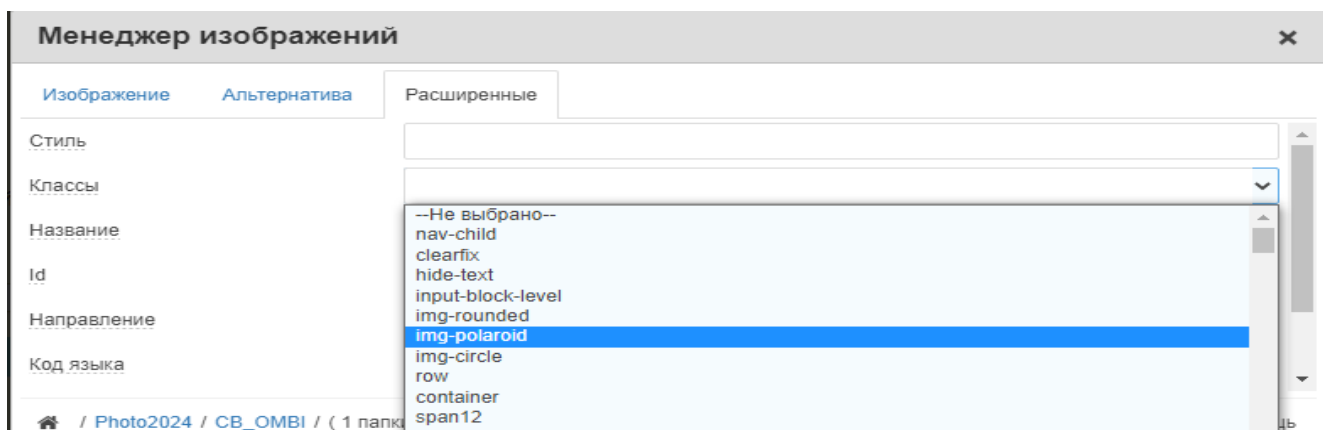 Менеджер изображений ×
Изображение Альтернатива Расширенные
Стиль
Классы
--Не выбрано--
nav-child
Название
clearfix
hide-text
Id
input-block-level
img-rounded
Направление
img-polaroid
img-circle
Код языка
row
container
/ Photo2024 / CB_OMBI / ( 1 папки
span12